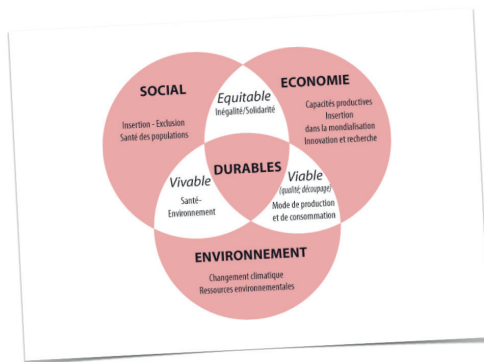 SOCIAL
Insertion - Exclusion
Santé des populations
Equitable
Inégalité/Solidarité
ECONOMIE
Capacités productives
Insertion
dans la mondialisation
Innovation et recherche
DURABLES
Vivable
Santé-
Environnement
Viable
(qualité; découpage)
Mode de production
et de consommation
ENVIRONNEMENT
Changement climatique
Ressources environnementales